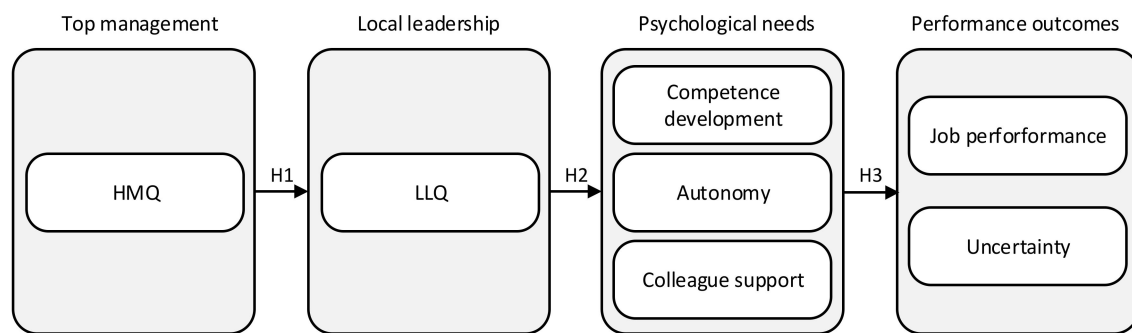 Top management
Local leadership
Psychological needs
Performance outcomes
HMQ
H1
LLQ
H2
Competence
development
Autonomy
Colleague support
H3
Job perforformance
Uncertainty